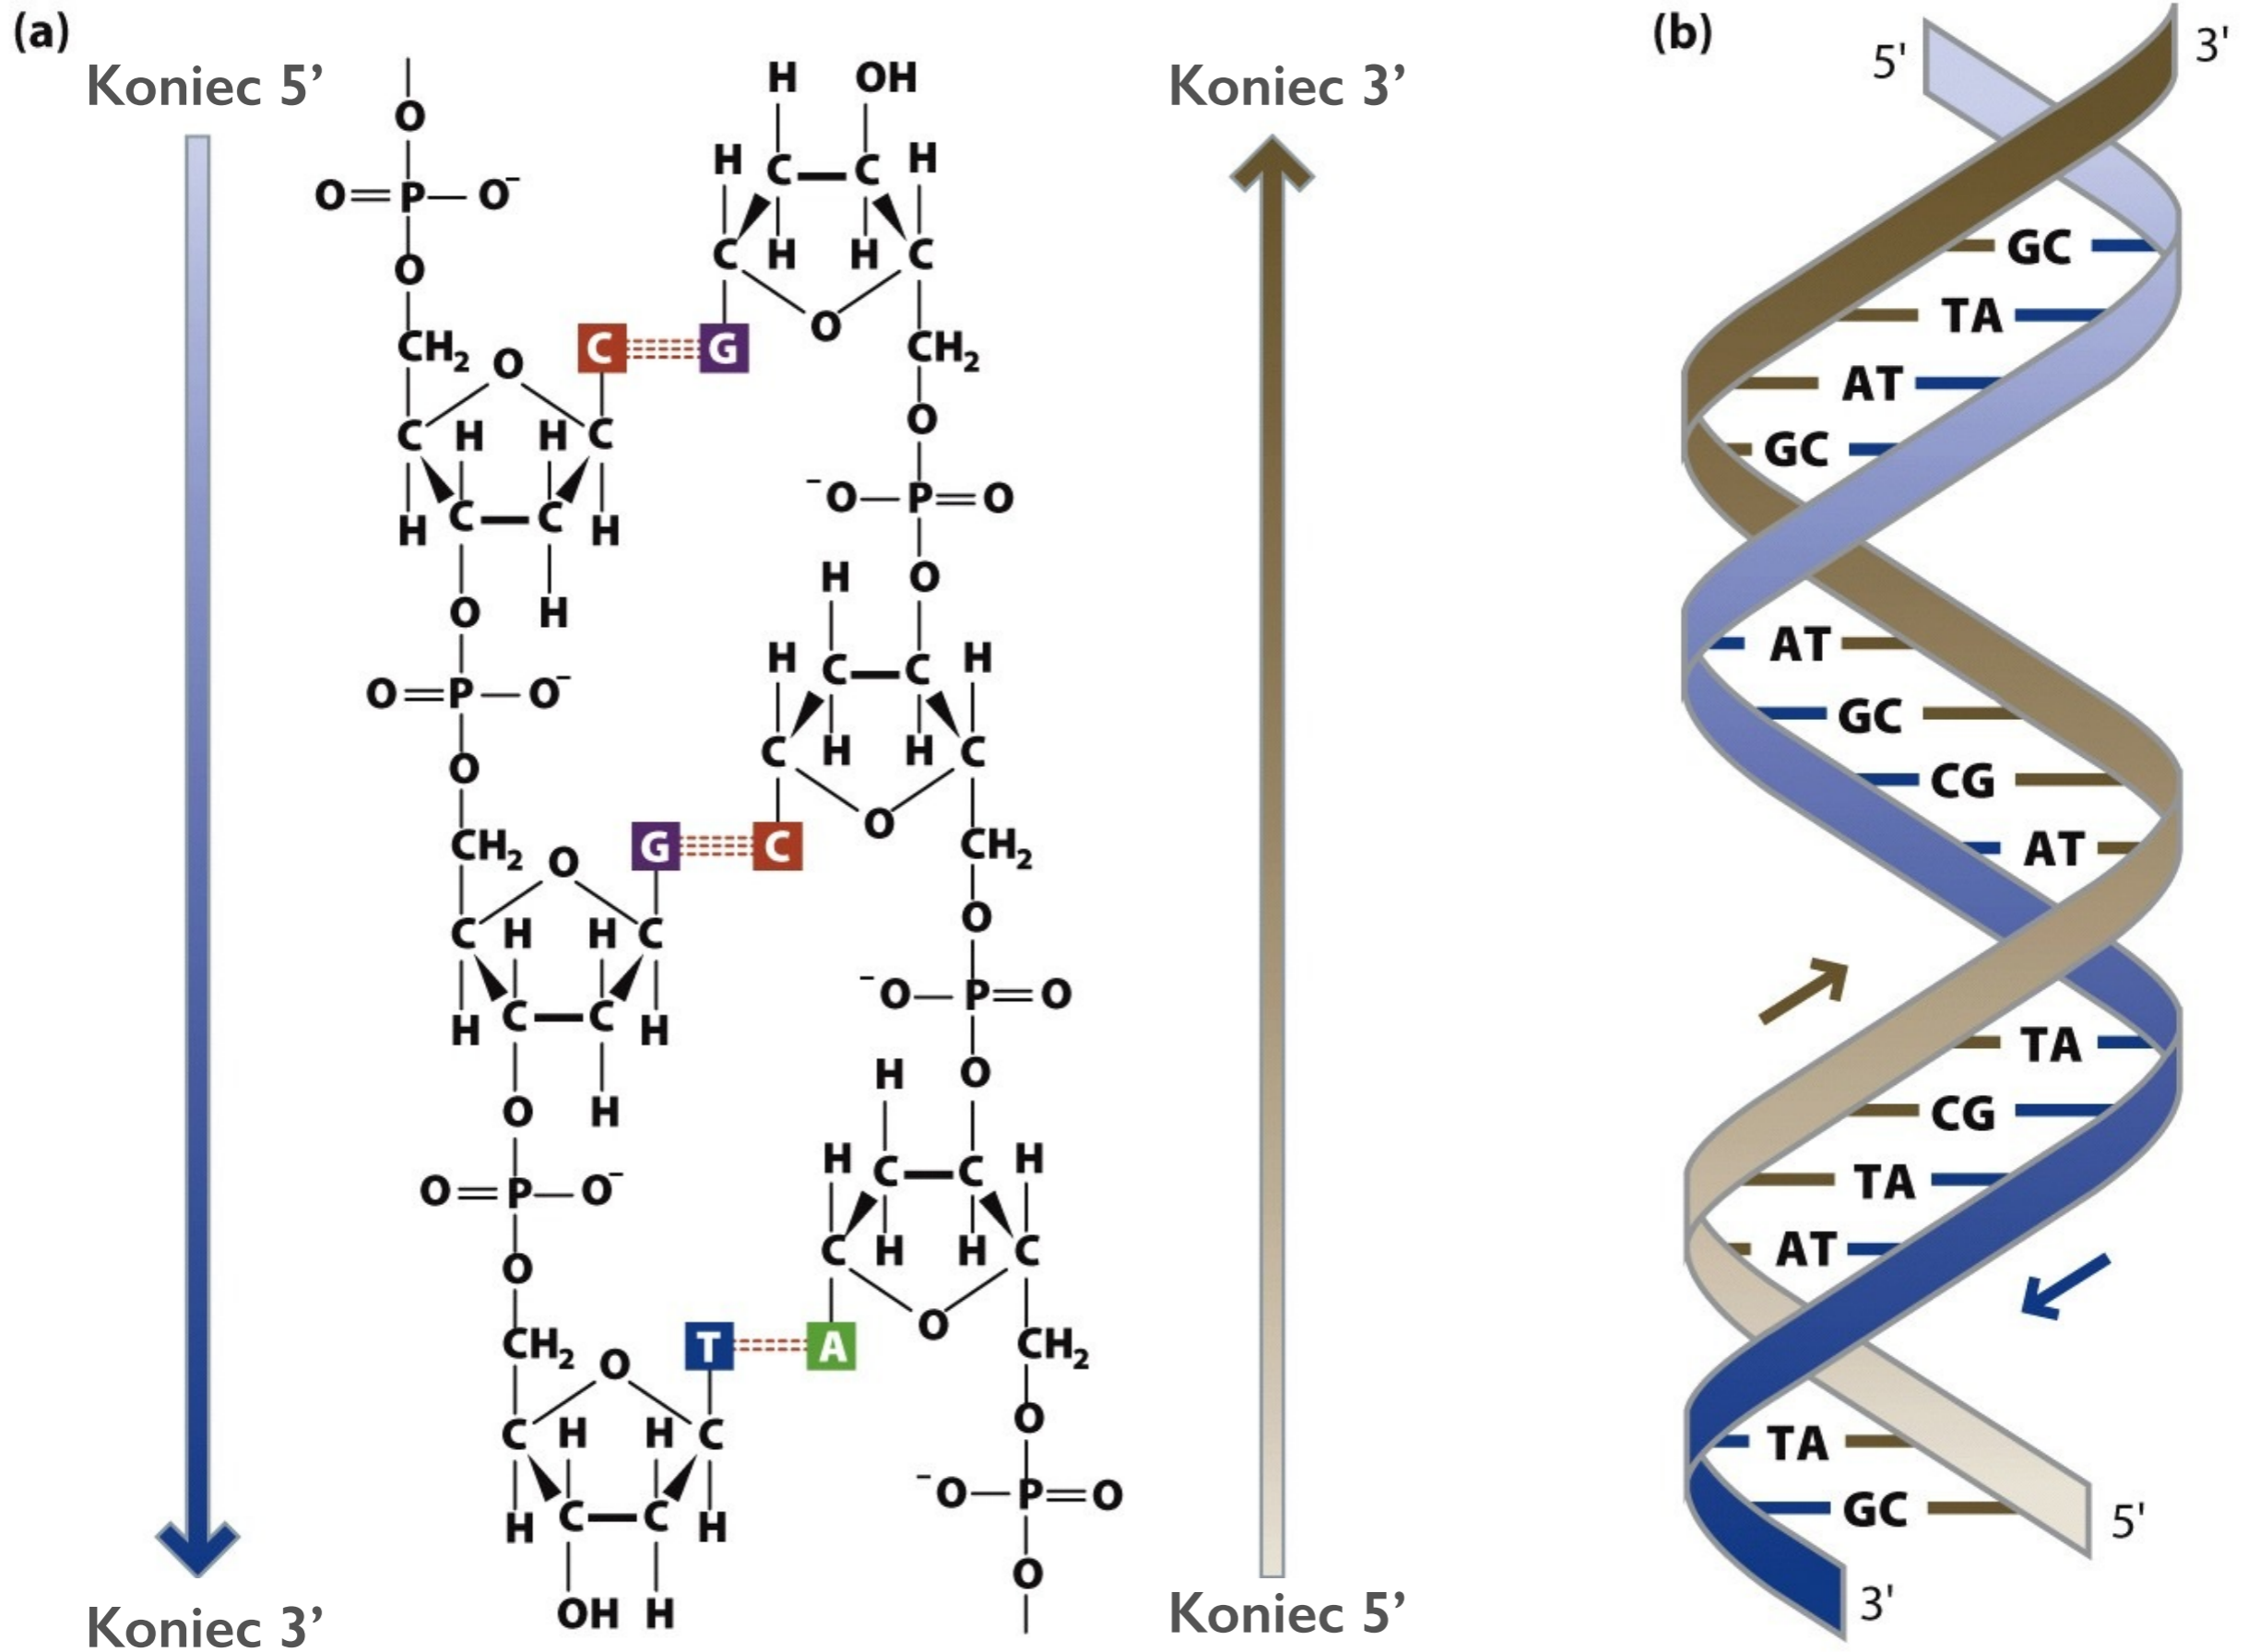 (a)
Koniec 5’
Koniec 3’
O
O=P—O⁻
O
CH₂
O
C H H C
H C—C H
O H
O=P—O⁻
O
CH₂
O
C H H C
H C—C H
O H
O=P—O⁻
O
CH₂
O
C H H C
H C—C H
OH H
C G
G C
T A
H OH
H C—C H
C H H C
O
CH₂
O
⁻O—P=O
H O
H C—C H
C H H C
O
CH₂
O
⁻O—P=O
H O
H C—C H
C H H C
O
CH₂
O
⁻O—P=O
O
Koniec 3’
Koniec 5’
(b)
5' 3'
GC
TA
AT
GC
AT
GC
CG
AT
TA
CG
TA
AT
TA
GC
5'
3'